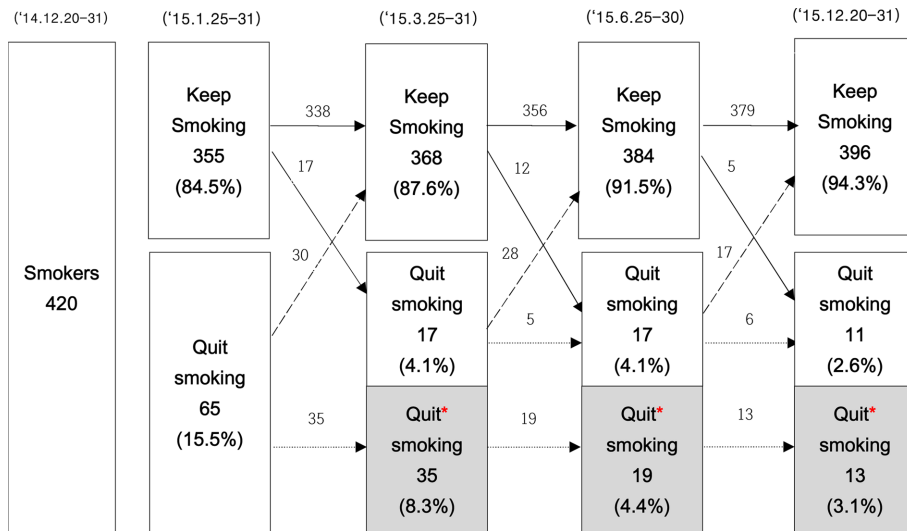 (‘14.12.20–31)
(‘15.1.25–31)
(‘15.3.25–31)
(‘15.6.25–30)
(‘15.12.20–31)
Smokers
420
Keep
Smoking
355
(84.5%)
Quit
smoking
65
(15.5%)
338
17
30
35
Keep
Smoking
368
(87.6%)
Quit
smoking
17
(4.1%)
Quit*
smoking
35
(8.3%)
356
12
28
5
19
Keep
Smoking
384
(91.5%)
Quit
smoking
17
(4.1%)
Quit*
smoking
19
(4.4%)
379
5
17
6
13
Keep
Smoking
396
(94.3%)
Quit
smoking
11
(2.6%)
Quit*
smoking
13
(3.1%)